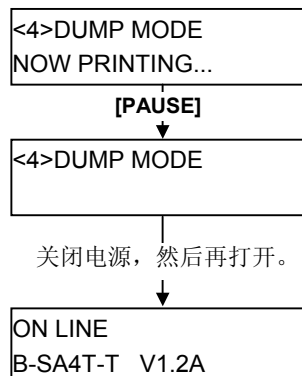 <4>DUMP MODE
NOW PRINTING...
[PAUSE]
<4>DUMP MODE
关闭电源，然后再打开。
ON LINE
B-SA4T-T V1.2A